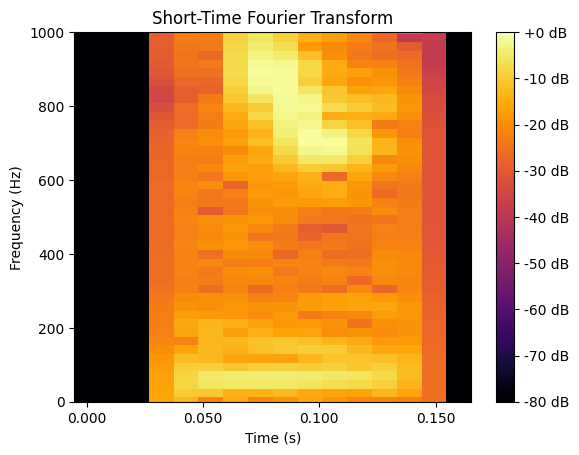 Short-Time Fourier Transform
1000
800
600
400
200
0
Frequency (Hz)
0.000
0.050
0.100
0.150
Time (s)
+0 dB
-10 dB
-20 dB
-30 dB
-40 dB
-50 dB
-60 dB
-70 dB
-80 dB